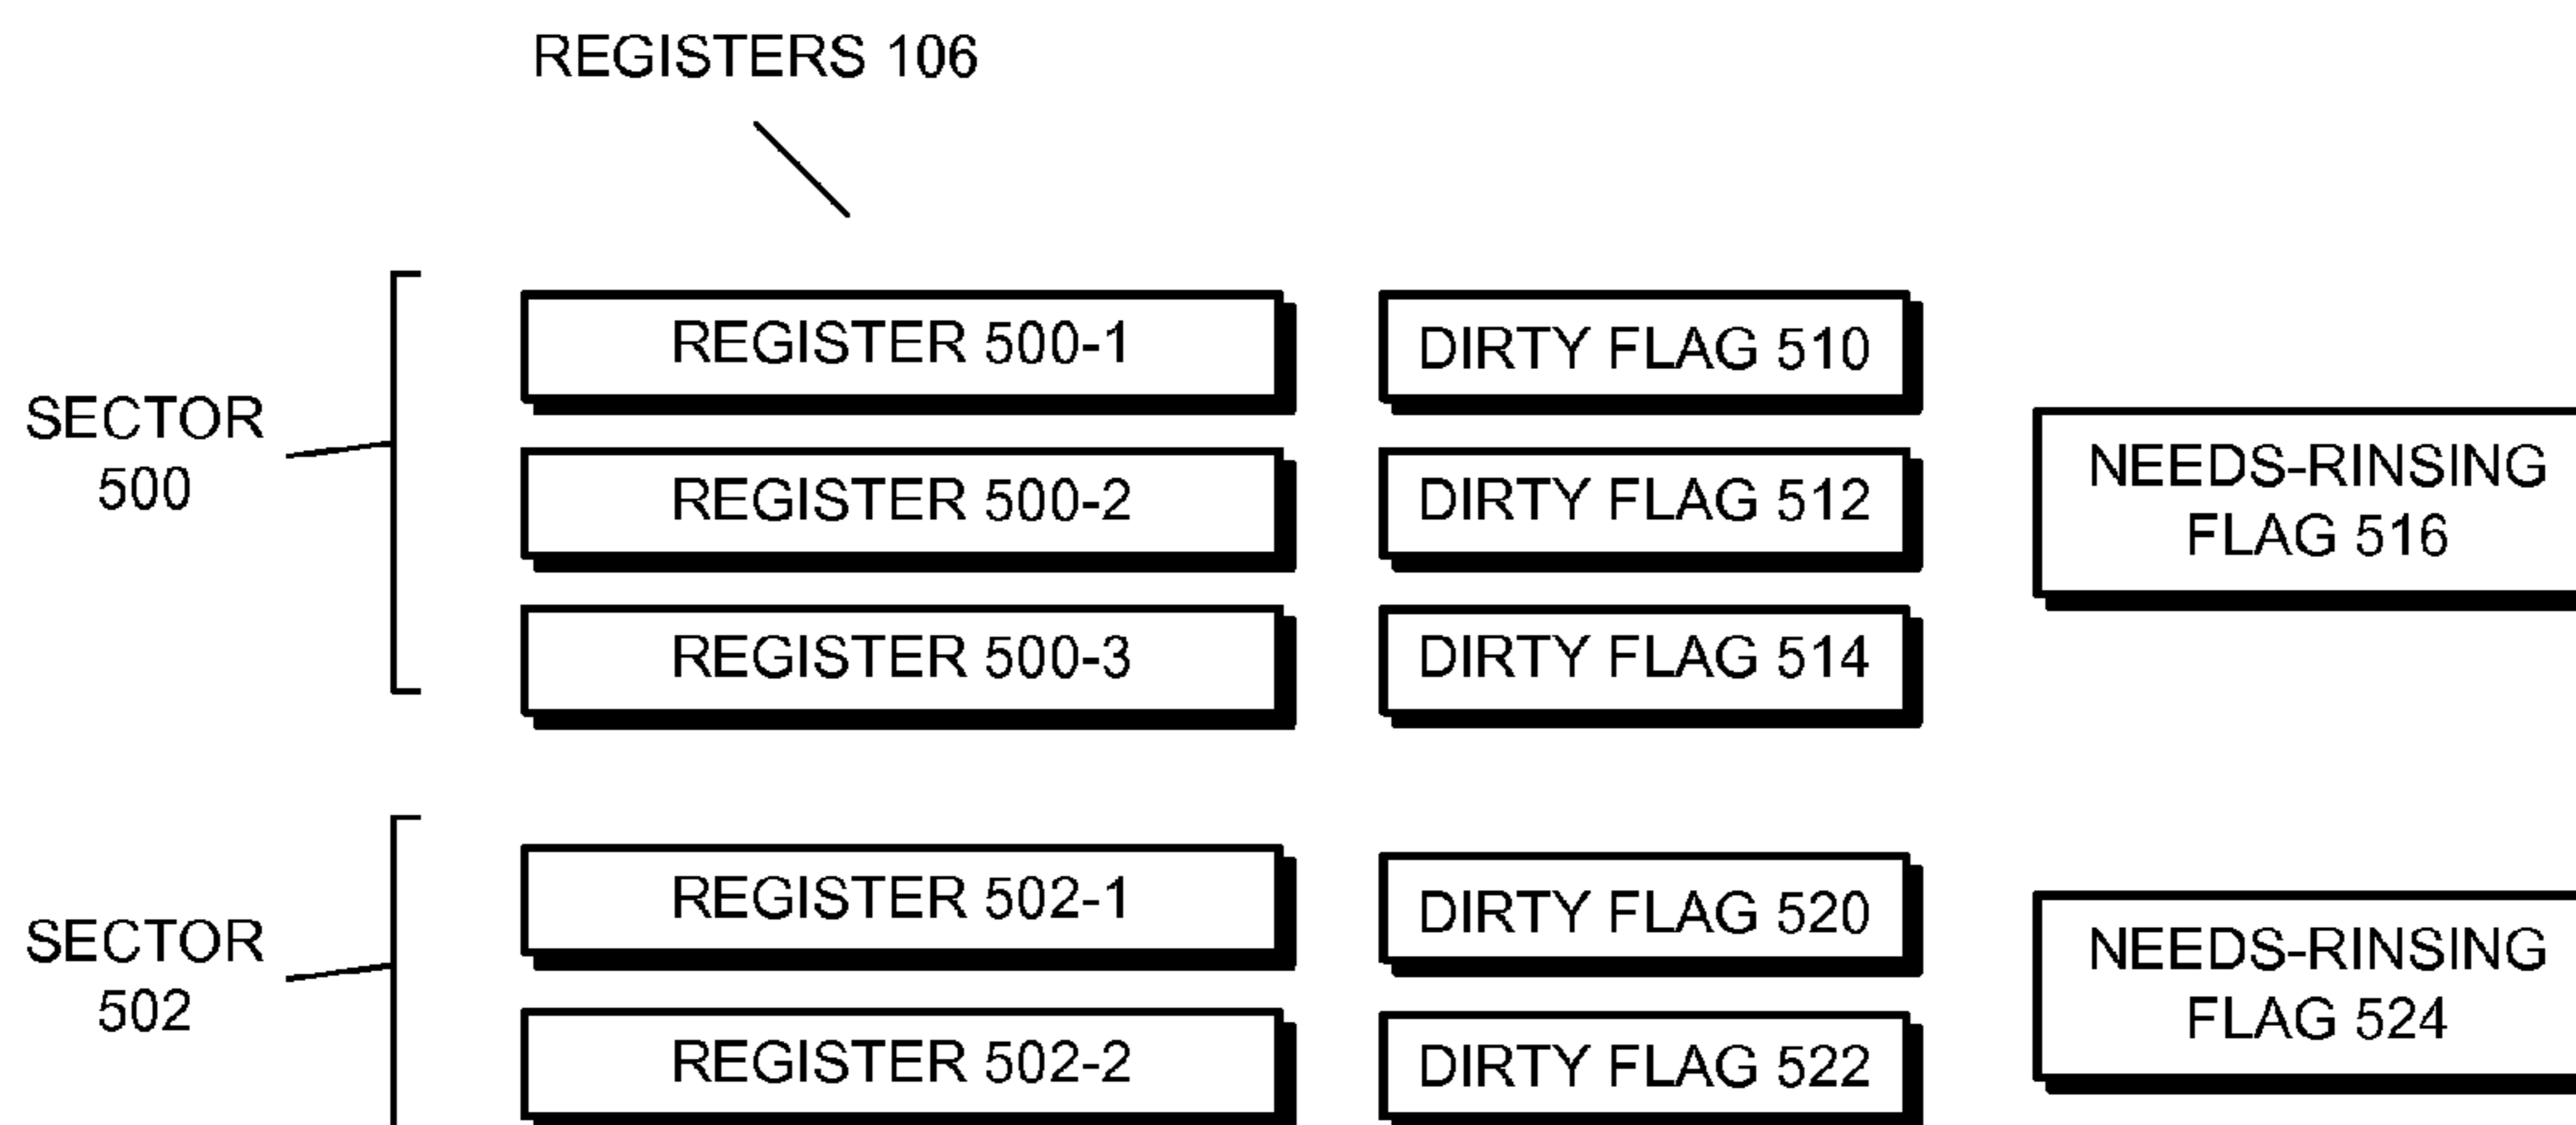 REGISTERS 106
SECTOR
500
REGISTER 500-1
DIRTY FLAG 510
REGISTER 500-2
DIRTY FLAG 512
REGISTER 500-3
DIRTY FLAG 514
NEEDS-RINSING
FLAG 516
SECTOR
502
REGISTER 502-1
DIRTY FLAG 520
REGISTER 502-2
DIRTY FLAG 522
NEEDS-RINSING
FLAG 524